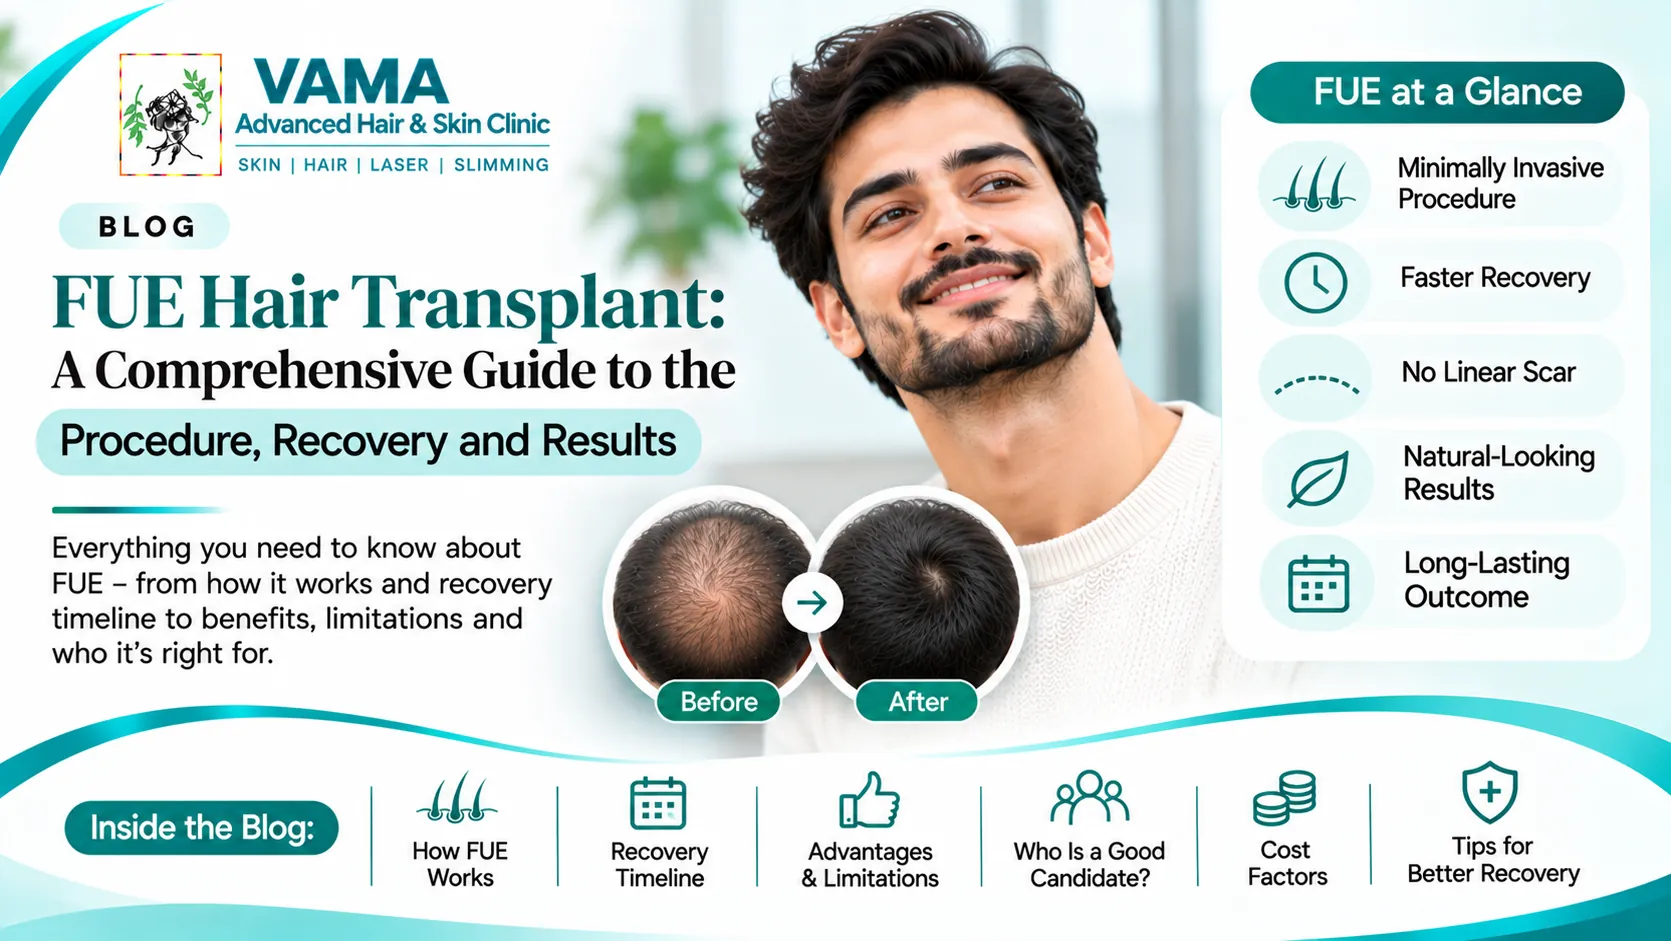 VAMA
Advanced Hair & Skin Clinic
SKIN | HAIR | LASER | SLIMMING
BLOG
FUE Hair Transplant:
A Comprehensive Guide to the
Procedure, Recovery and Results
Everything you need to know about
FUE – from how it works and recovery
timeline to benefits, limitations and
who it's right for.
Before
After
FUE at a Glance
Minimally Invasive
Procedure
Faster Recovery
No Linear Scar
Natural-Looking
Results
Long-Lasting
Outcome
Inside the Blog:
How FUE
Works
Recovery
Timeline
Advantages
& Limitations
Who Is a Good
Candidate?
Cost
Factors
Tips for
Better Recovery